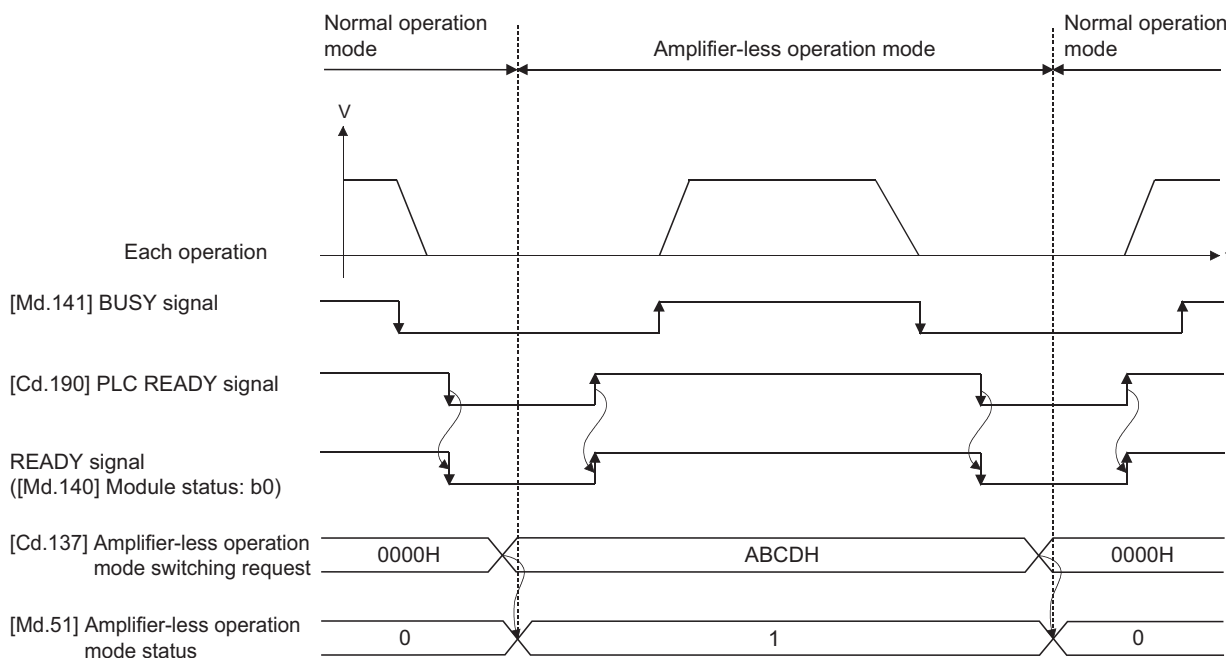 Normal operation
mode
Amplifier-less operation mode
Normal operation
mode
V
Each operation
[Md.141] BUSY signal
[Cd.190] PLC READY signal
READY signal
([Md.140] Module status: b0)
[Cd.137] Amplifier-less operation
mode switching request
0000H
ABCDH
0000H
[Md.51] Amplifier-less operation
mode status
0
1
0